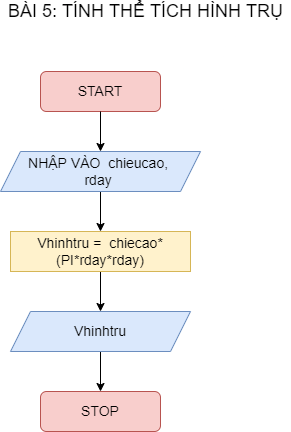 BÀI 5: TÍNH THỂ TÍCH HÌNH TRỤ
START
NHẬP VÀO chieucao,
rday
Vhinhtru = chiecao*
(PI*rday*rday)
Vhinhtru
STOP